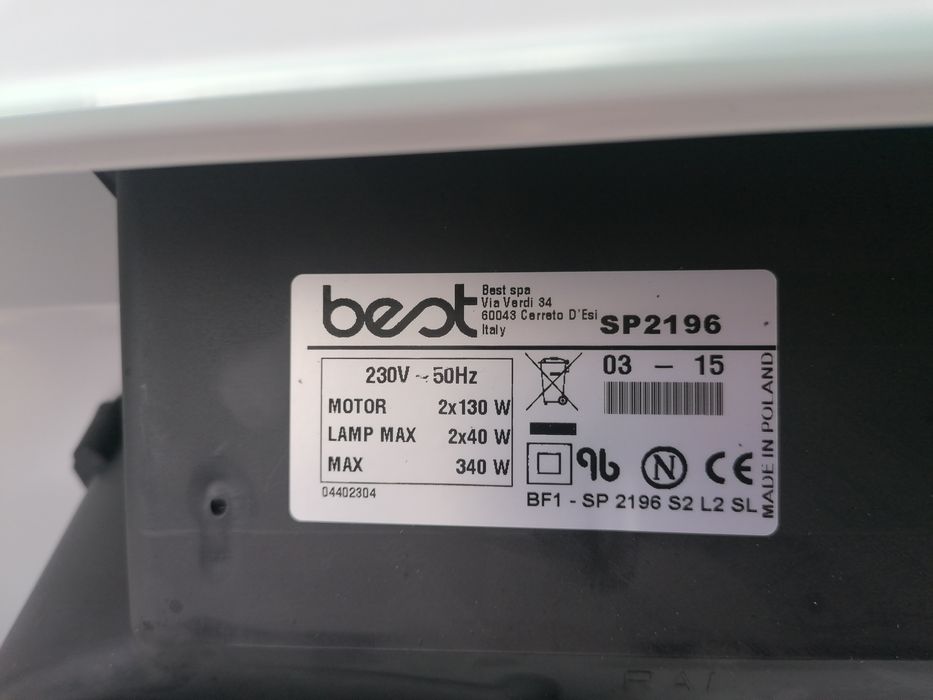 best
Best spa
Via Verdi 34
60043 Cerreto D'Esi
Italy
SP2196
230V ~ 50Hz
MOTOR 2x130 W
LAMP MAX 2x40 W
MAX 340 W
04402304
03 - 15
N
CE
BF1 - SP 2196 S2 L2 SL
MADE IN POLAND